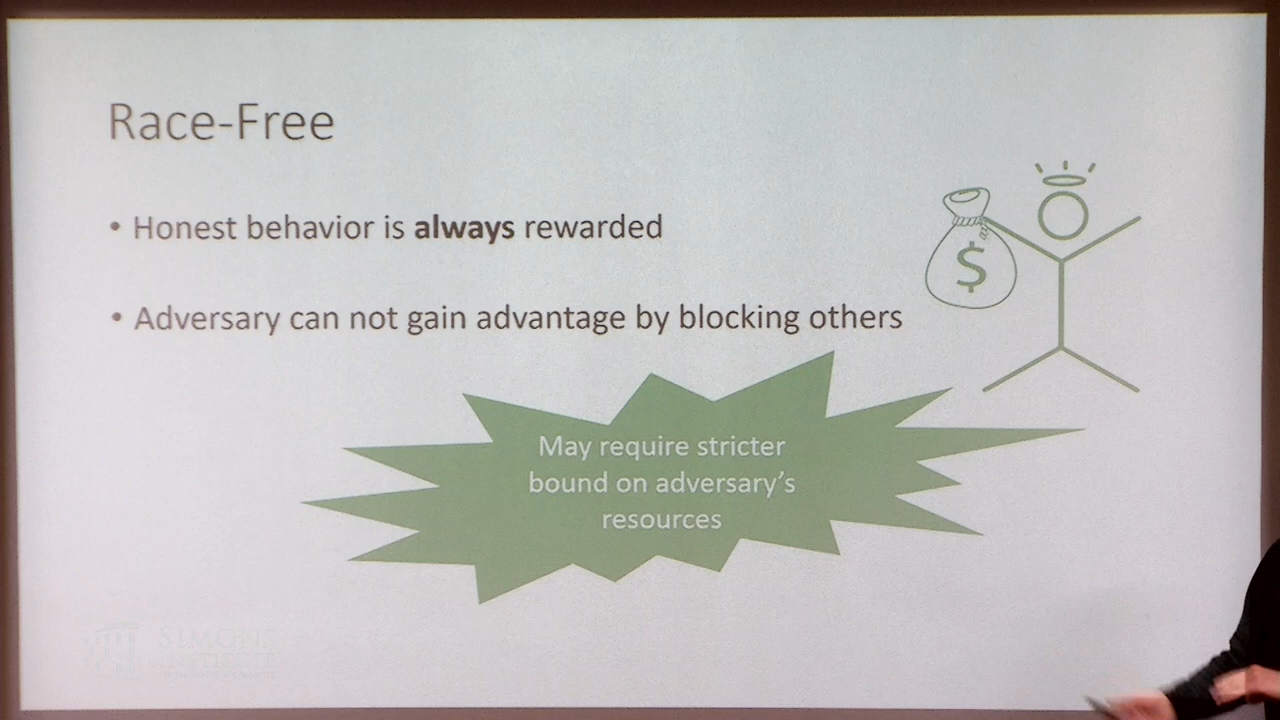 Race-Free
• Honest behavior is always rewarded
• Adversary can not gain advantage by blocking others
$
May require stricter
bound on adversary's
resources
SIMONS
INSTITUTE